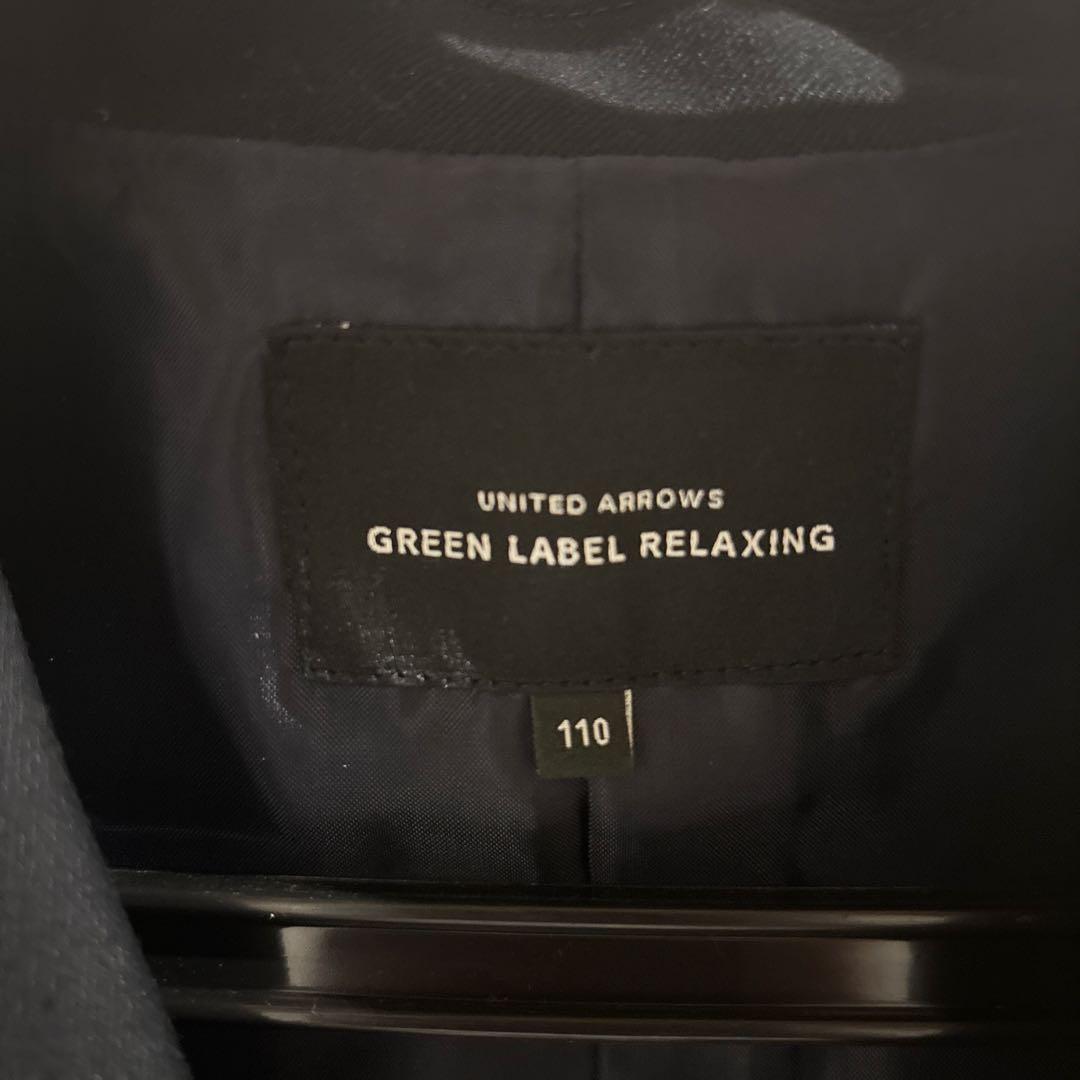 UNITED ARROWS
GREEN LABEL RELAXING
110